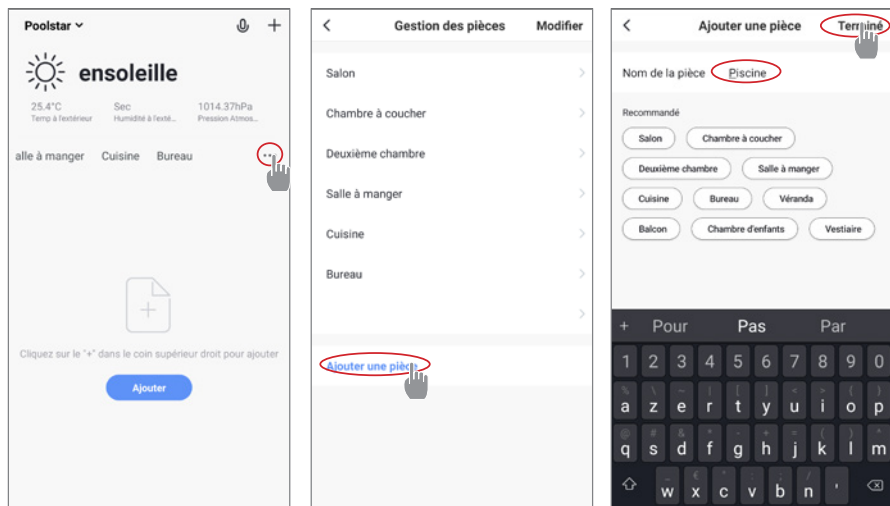 Poolstar
ensoleille
25.4°C Sec 1014.37hPa
Temp à l'extérieur Humidité à l'exté... Pression Atmos...
alle à manger Cuisine Bureau ...
Cliquez sur le "+" dans le coin supérieur droit pour ajouter
Ajouter
Gestion des pièces Modifier
Salon
Chambre à coucher
Deuxième chambre
Salle à manger
Cuisine
Bureau
Ajouter une pièce
Ajouter une pièce Terminé
Nom de la pièce Piscine
Recommandé
Salon Chambre à coucher
Deuxième chambre Salle à manger
Cuisine Bureau Véranda
Balcon Chambre d'enfants Vestiaire
+ Pour Pas Par
1 2 3 4 5 6 7 8 9 0
a z e r t y u i o p
q s d f g h j k l m
w x c v b n '